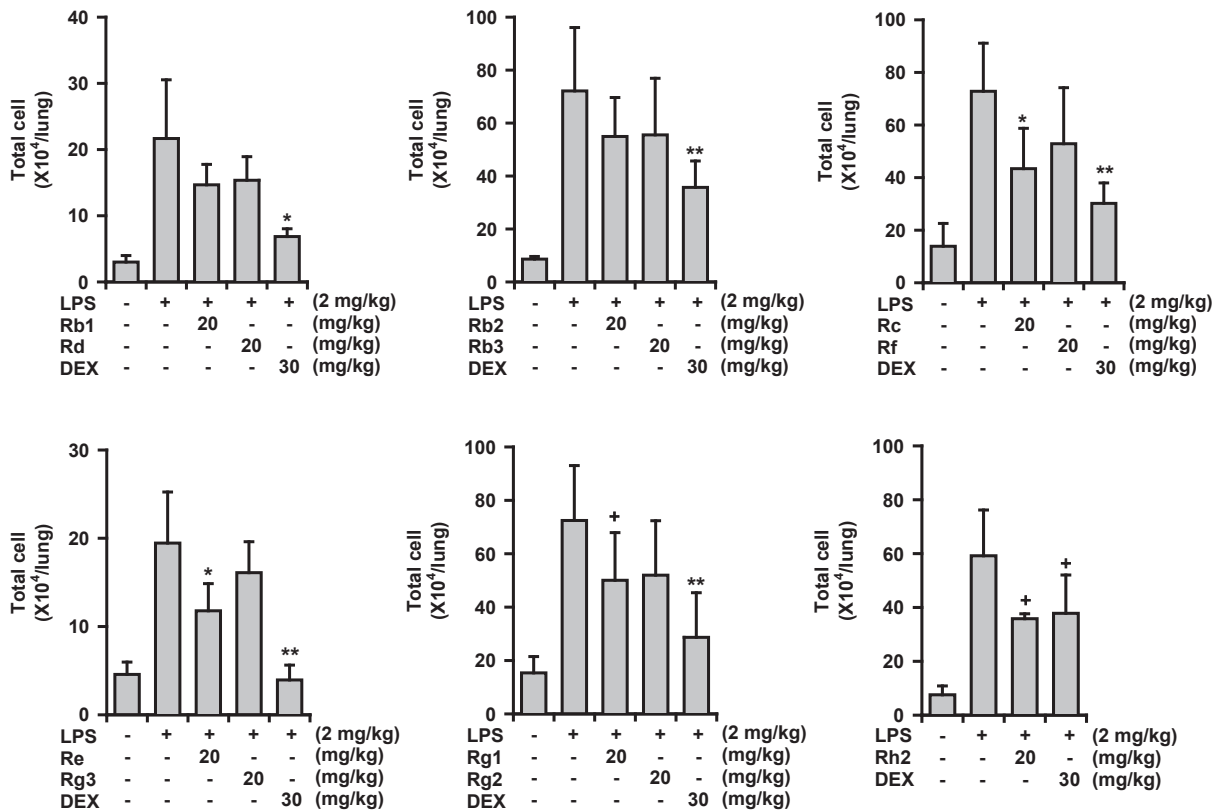 Total cell
(X10⁴/lung)
40
30
20
10
0
*
LPS - + + + + (2 mg/kg)
Rb1 - - 20 - - (mg/kg)
Rd - - - 20 - (mg/kg)
DEX - - - - 30 (mg/kg)
Total cell
(X10⁴/lung)
100
80
60
40
20
0
**
LPS - + + + + (2 mg/kg)
Rb2 - - 20 - - (mg/kg)
Rb3 - - - 20 - (mg/kg)
DEX - - - - 30 (mg/kg)
Total cell
(X10⁴/lung)
100
80
60
40
20
0
*
**
LPS - + + + + (2 mg/kg)
Rc - - 20 - - (mg/kg)
Rf - - - 20 - (mg/kg)
DEX - - - - 30 (mg/kg)
Total cell
(X10⁴/lung)
30
20
10
0
*
**
LPS - + + + + (2 mg/kg)
Re - - 20 - - (mg/kg)
Rg3 - - - 20 - (mg/kg)
DEX - - - - 30 (mg/kg)
Total cell
(X10⁴/lung)
100
80
60
40
20
0
+
**
LPS - + + + + (2 mg/kg)
Rg1 - - 20 - - (mg/kg)
Rg2 - - - 20 - (mg/kg)
DEX - - - - 30 (mg/kg)
Total cell
(X10⁴/lung)
100
80
60
40
20
0
+
+
LPS - + + + (2 mg/kg)
Rh2 - - 20 - (mg/kg)
DEX - - - 30 (mg/kg)